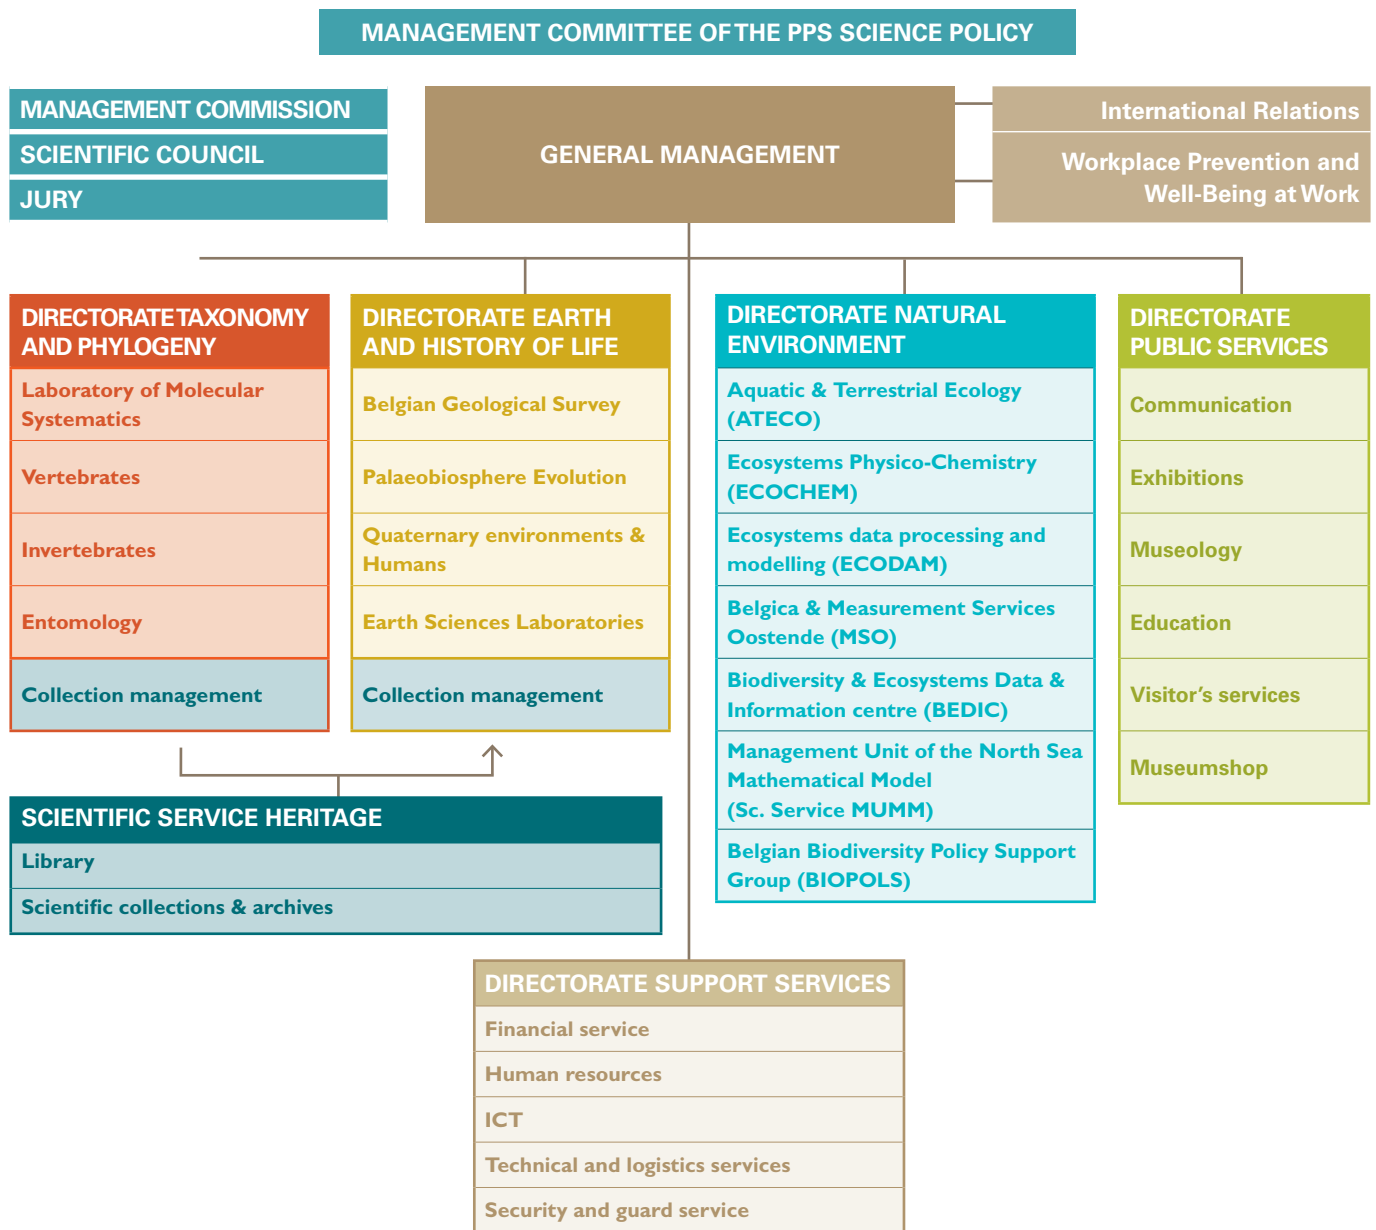 MANAGEMENT COMMITTEE OF THE PPS SCIENCE POLICY
MANAGEMENT COMMISSION
SCIENTIFIC COUNCIL
JURY
GENERAL MANAGEMENT
International Relations
Workplace Prevention and
Well-Being at Work
DIRECTORATE TAXONOMY
AND PHYLOGENY
Laboratory of Molecular
Systematics
Vertebrates
Invertebrates
Entomology
Collection management
DIRECTORATE EARTH
AND HISTORY OF LIFE
Belgian Geological Survey
Palaeobiosphere Evolution
Quaternary environments &
Humans
Earth Sciences Laboratories
Collection management
DIRECTORATE NATURAL
ENVIRONMENT
Aquatic & Terrestrial Ecology
(ATECO)
Ecosystems Physico-Chemistry
(ECOCHEM)
Ecosystems data processing and
modelling (ECODAM)
Belgica & Measurement Services
Oostende (MSO)
Biodiversity & Ecosystems Data &
Information centre (BEDIC)
Management Unit of the North Sea
Mathematical Model
(Sc. Service MUMM)
Belgian Biodiversity Policy Support
Group (BIOPOLS)
DIRECTORATE
PUBLIC SERVICES
Communication
Exhibitions
Museology
Education
Visitor's services
Museumshop
SCIENTIFIC SERVICE HERITAGE
Library
Scientific collections & archives
DIRECTORATE SUPPORT SERVICES
Financial service
Human resources
ICT
Technical and logistics services
Security and guard service